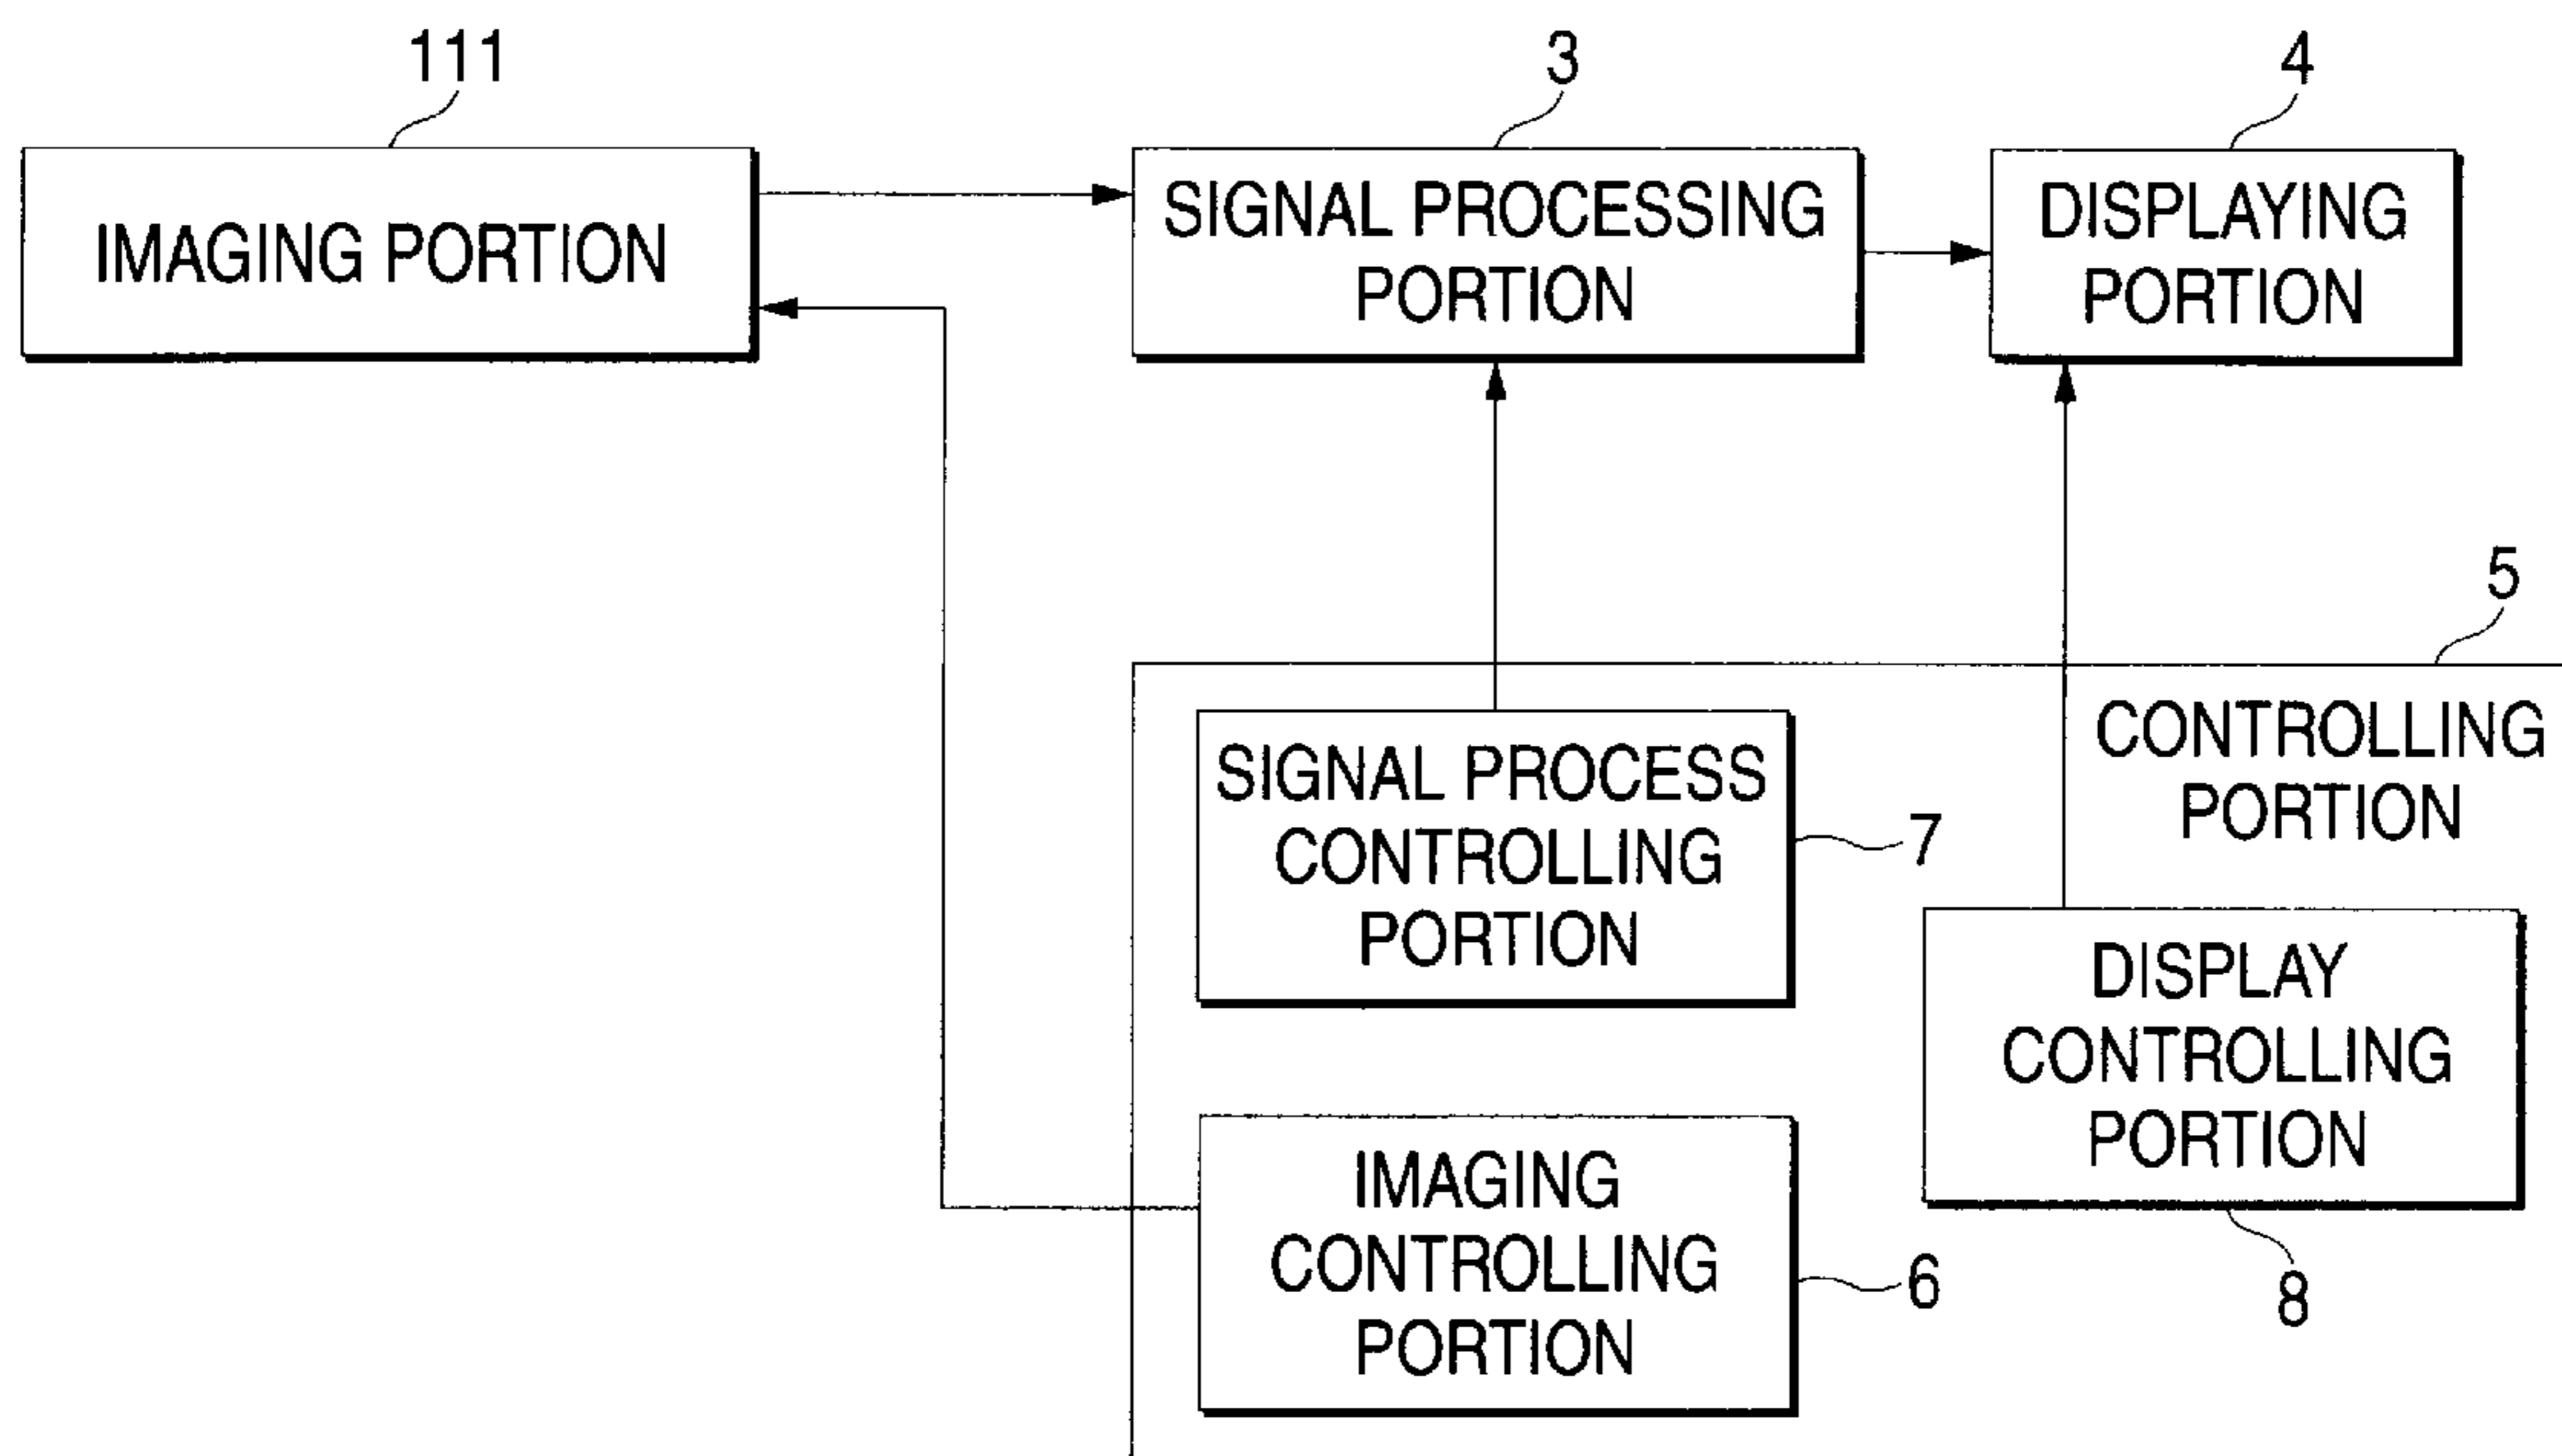 111
3
4
IMAGING PORTION
SIGNAL PROCESSING
PORTION
DISPLAYING
PORTION
5
CONTROLLING
PORTION
SIGNAL PROCESS
CONTROLLING
PORTION
7
DISPLAY
CONTROLLING
PORTION
8
IMAGING
CONTROLLING
PORTION
6